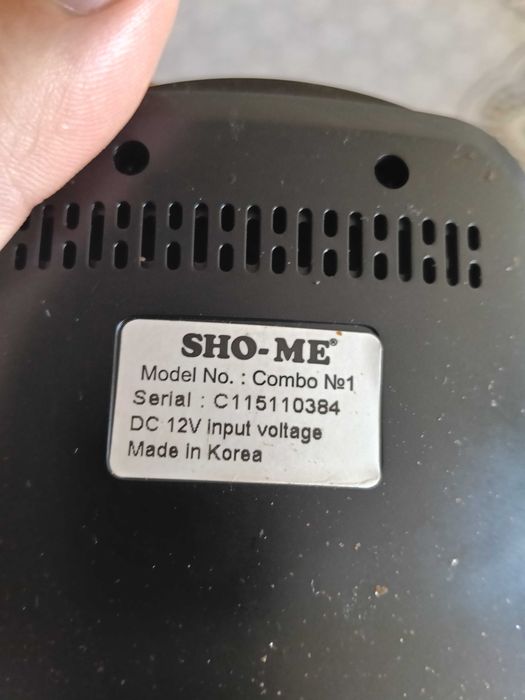 SHO-ME®
Model No. : Combo №1
Serial : C115110384
DC 12V input voltage
Made in Korea